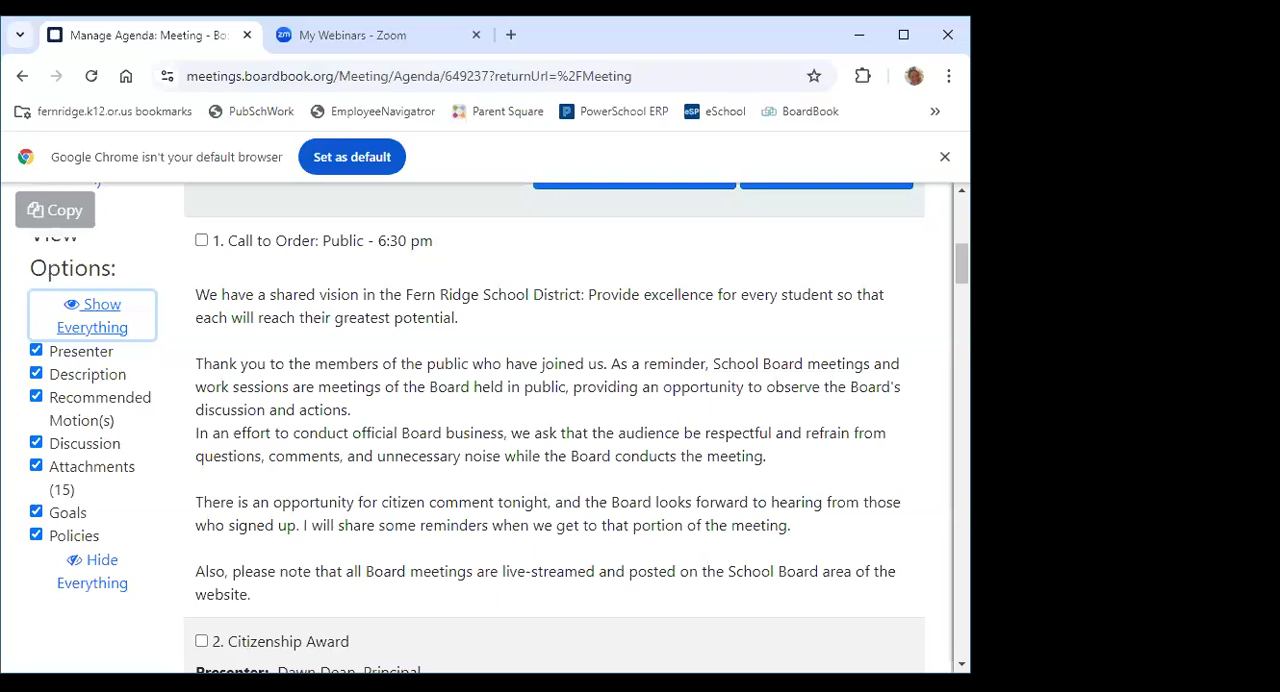 Manage Agenda: Meeting - Bo
zm My Webinars - Zoom
meetings.boardbook.org/Meeting/Agenda/649237?returnUrl=%2FMeeting
fernridge.k12.or.us bookmarks PubSchWork EmployeeNavigator Parent Square PowerSchool ERP eSP eSchool BoardBook »
Google Chrome isn't your default browser Set as default
Copy
View
Options:
Show
Everything
Presenter
Description
Recommended
Motion(s)
Discussion
Attachments
(15)
Goals
Policies
Hide
Everything
1. Call to Order: Public - 6:30 pm
We have a shared vision in the Fern Ridge School District: Provide excellence for every student so that
each will reach their greatest potential.
Thank you to the members of the public who have joined us. As a reminder, School Board meetings and
work sessions are meetings of the Board held in public, providing an opportunity to observe the Board's
discussion and actions.
In an effort to conduct official Board business, we ask that the audience be respectful and refrain from
questions, comments, and unnecessary noise while the Board conducts the meeting.
There is an opportunity for citizen comment tonight, and the Board looks forward to hearing from those
who signed up. I will share some reminders when we get to that portion of the meeting.
Also, please note that all Board meetings are live-streamed and posted on the School Board area of the
website.
2. Citizenship Award
Presenter: Dawn Dean, Principal